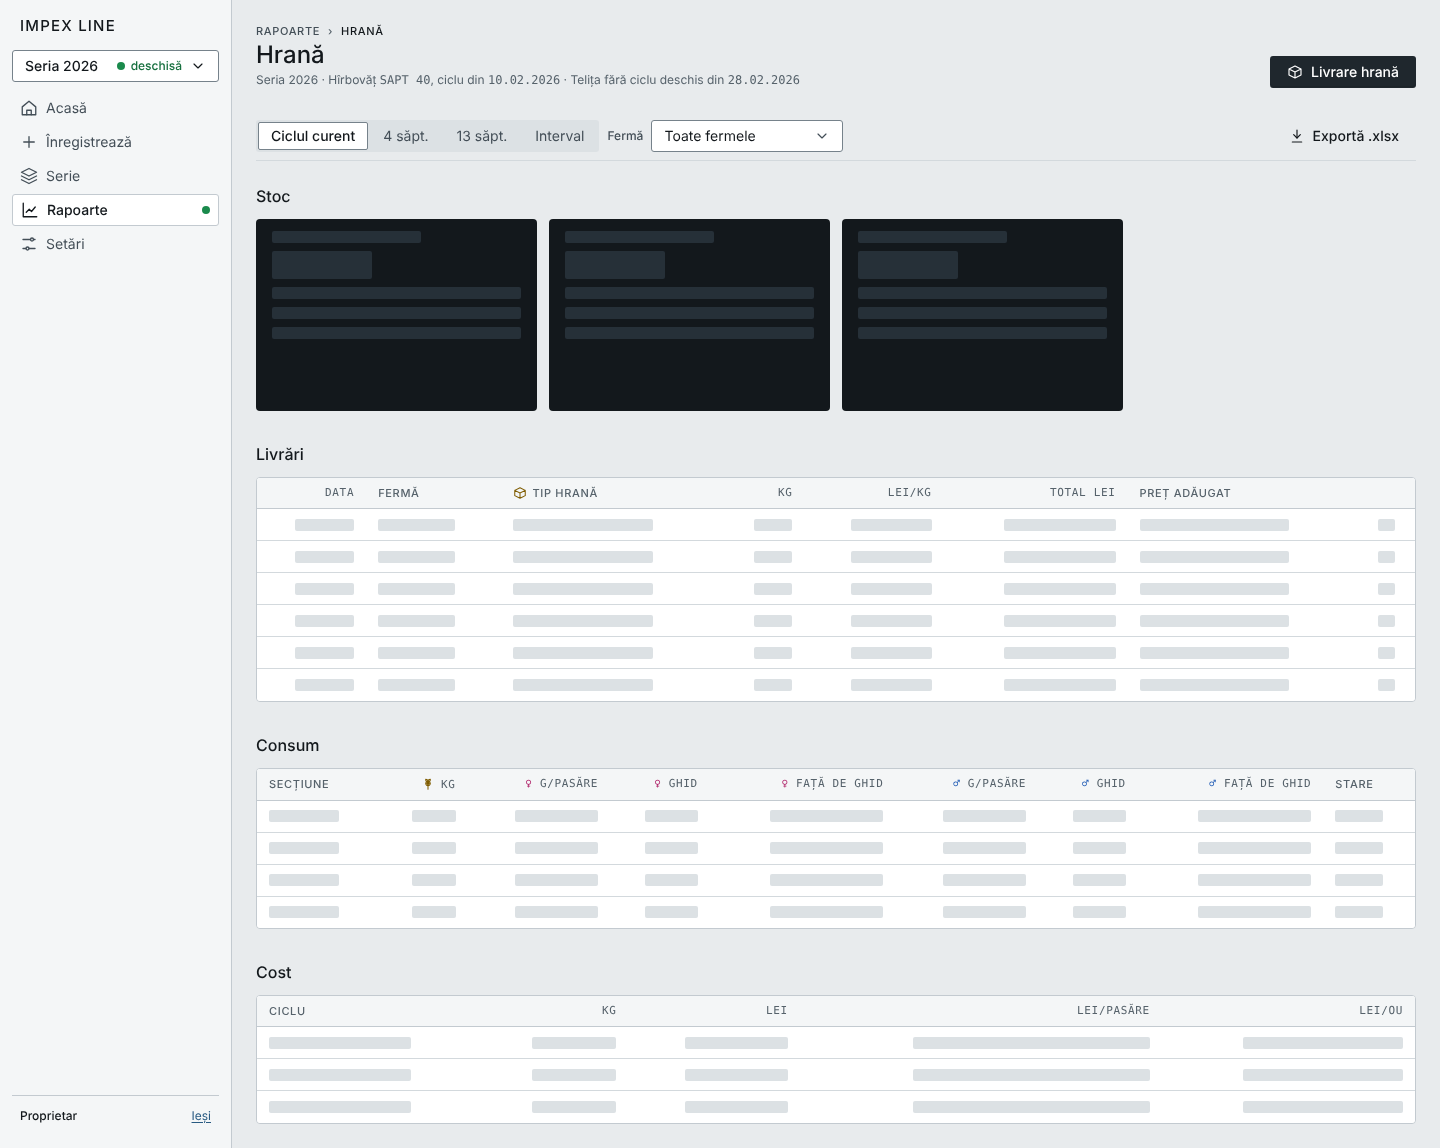 IMPEX LINE
Seria 2026 deschisă
Acasă
Înregistrează
Serie
Rapoarte
Setări
Proprietar Ieși
RAPOARTE › HRANĂ
Hrană
Seria 2026 · Hîrbovăț SAPT 40, ciclu din 10.02.2026 · Telița fără ciclu deschis din 28.02.2026
Livrare hrană
Ciclul curent 4 săpt. 13 săpt. Interval Fermă Toate fermele Exportă .xlsx
Stoc
Livrări
DATA FERMĂ TIP HRANĂ KG LEI/KG TOTAL LEI PREȚ ADĂUGAT
Consum
SECȚIUNE KG ♀ G/PASĂRE ♀ GHID ♀ FAȚĂ DE GHID ♂ G/PASĂRE ♂ GHID ♂ FAȚĂ DE GHID STARE
Cost
CICLU KG LEI LEI/PASĂRE LEI/OU